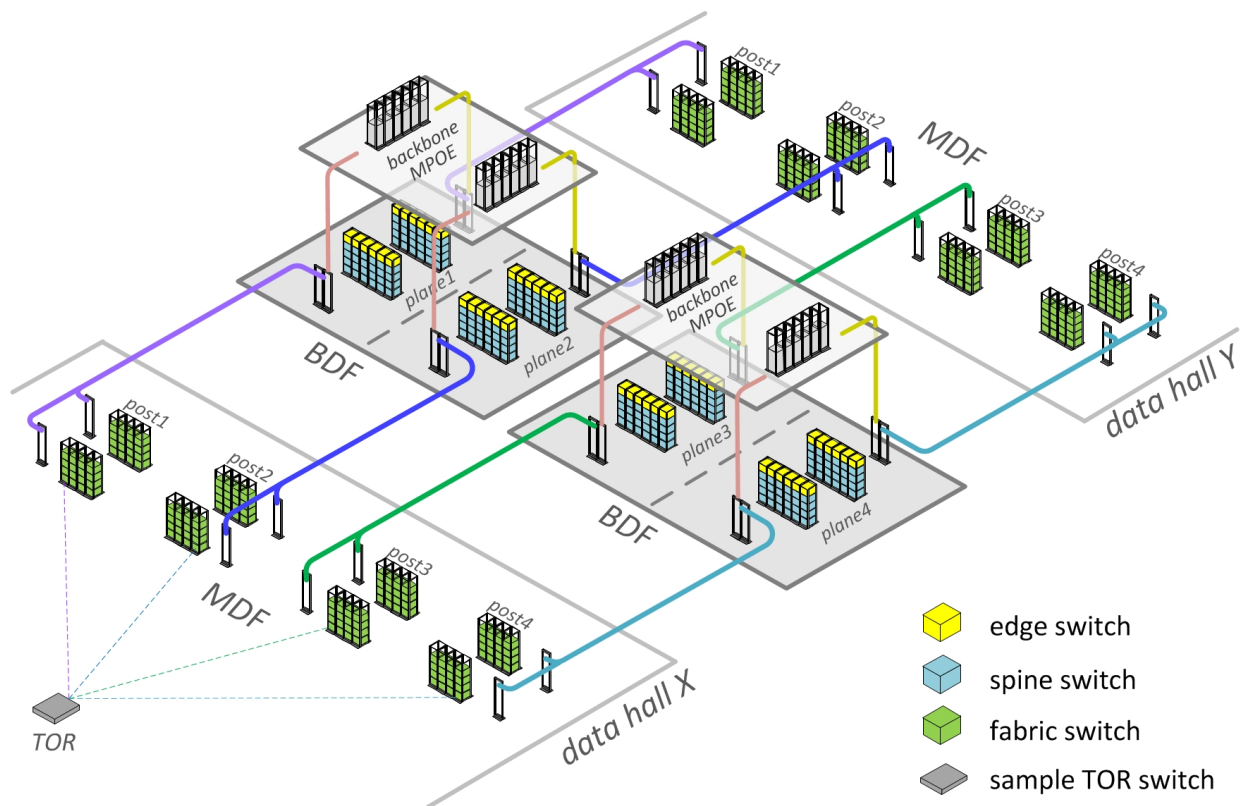 post1
post2
MDF
post3
post4
data hall Y
backbone
MPOE
plane1
plane2
BDF
backbone
MPOE
plane3
plane4
BDF
post1
post2
MDF
post3
post4
data hall X
TOR
edge switch
spine switch
fabric switch
sample TOR switch